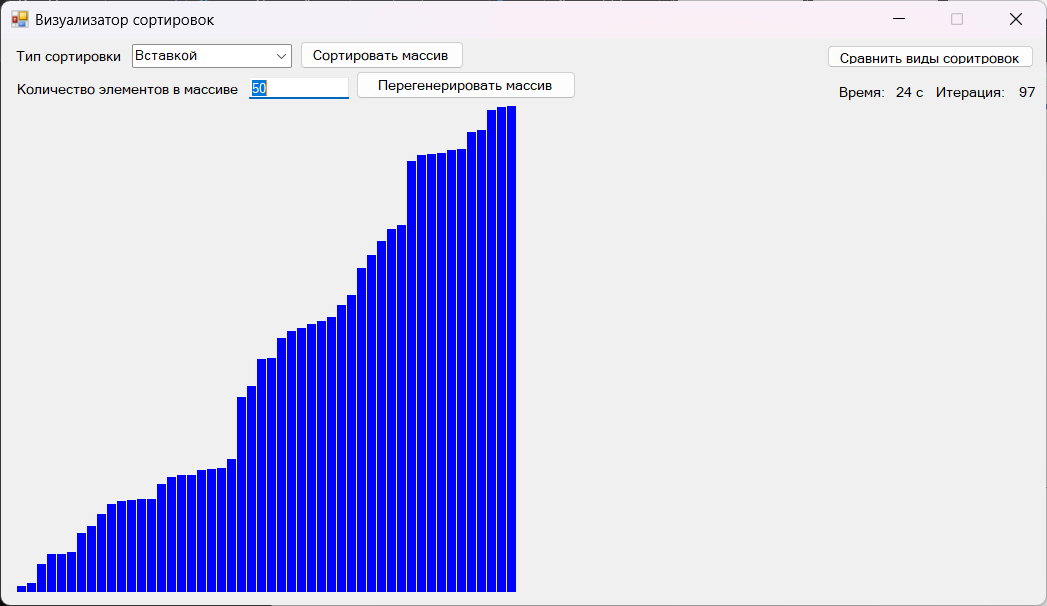 Визуализатор сортировок
Тип сортировки Вставкой Сортировать массив Сравнить виды соритровок
Количество элементов в массиве 50 Перегенерировать массив Время: 24 с Итерация: 97